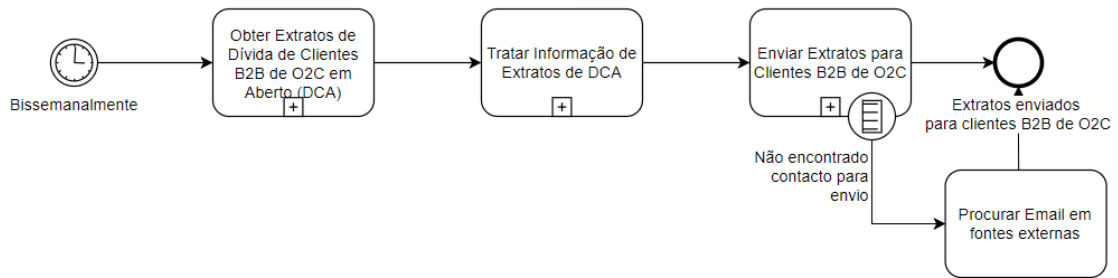 Bissemanalmente
Obter Extratos de
Dívida de Clientes
B2B de O2C em
Aberto (DCA)
Tratar Informação de
Extratos de DCA
Enviar Extratos para
Clientes B2B de O2C
Não encontrado
contacto para
envio
Extratos enviados
para clientes B2B de O2C
Procurar Email em
fontes externas